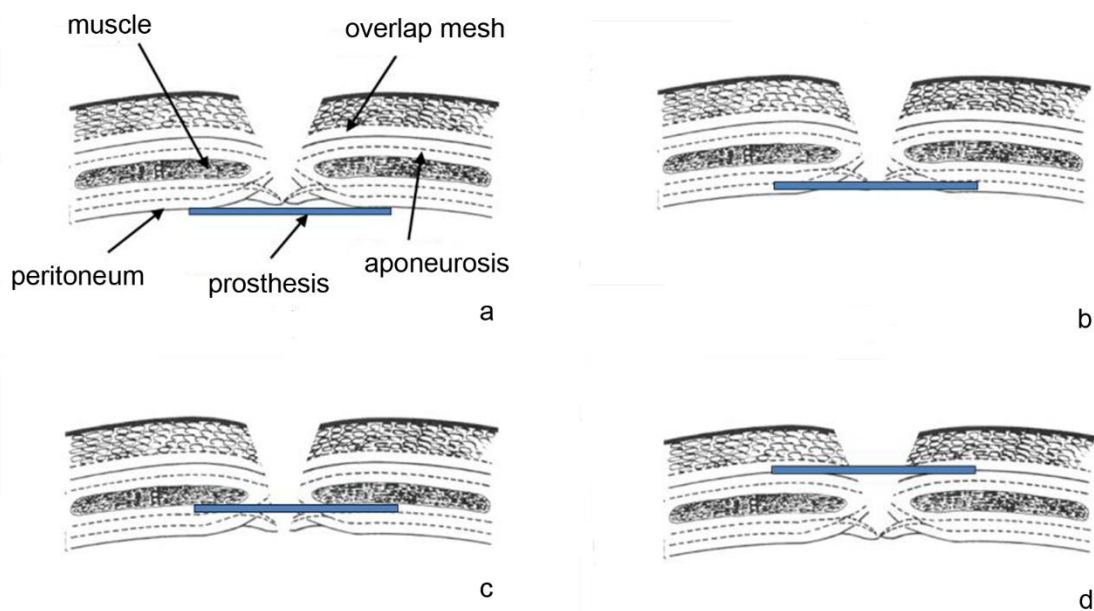 muscle
overlap mesh
peritoneum
prosthesis
aponeurosis
a
b
c
d